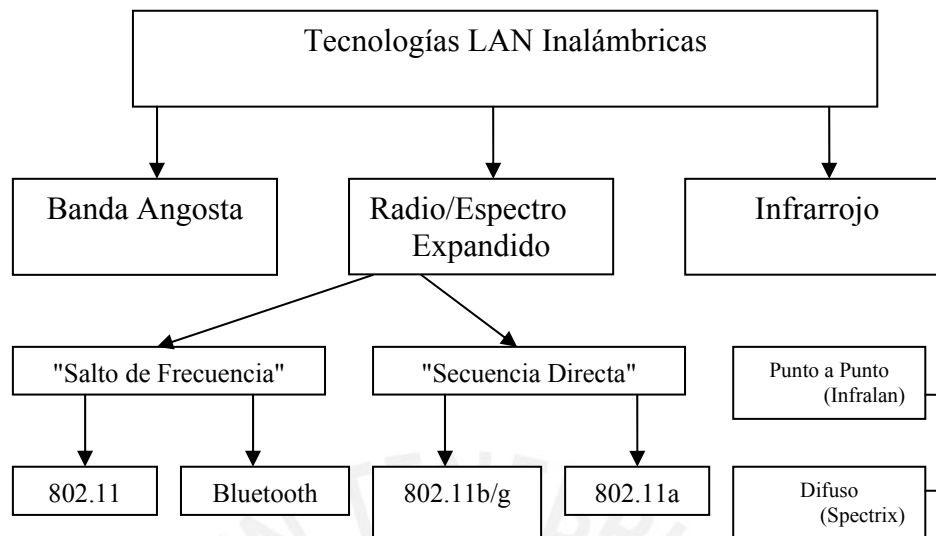 Tecnologías LAN Inalámbricas
Banda Angosta
Radio/Espectro
Expandido
Infrarrojo
"Salto de Frecuencia"
"Secuencia Directa"
Punto a Punto
(Infralan)
802.11
Bluetooth
802.11b/g
802.11a
Difuso
(Spectrix)